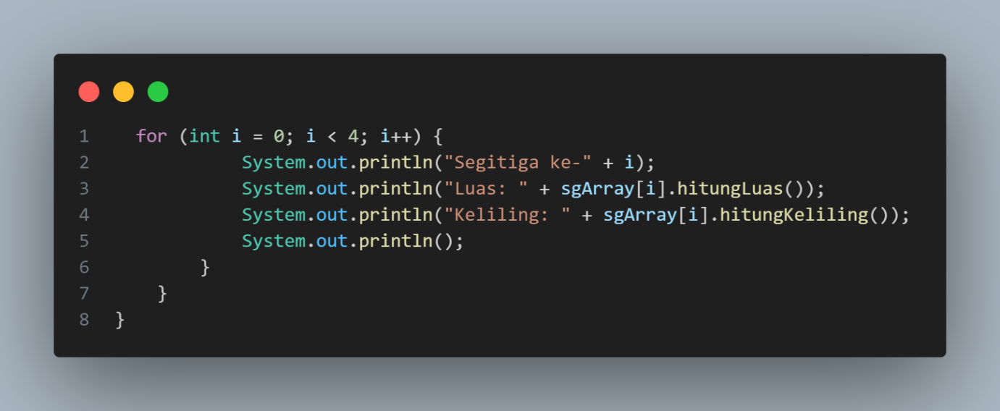 1 for (int i = 0; i < 4; i++) {
2 System.out.println("Segitiga ke-" + i);
3 System.out.println("Luas: " + sgArray[i].hitungLuas());
4 System.out.println("Keliling: " + sgArray[i].hitungKeliling());
5 System.out.println();
6 }
7 }
8 }